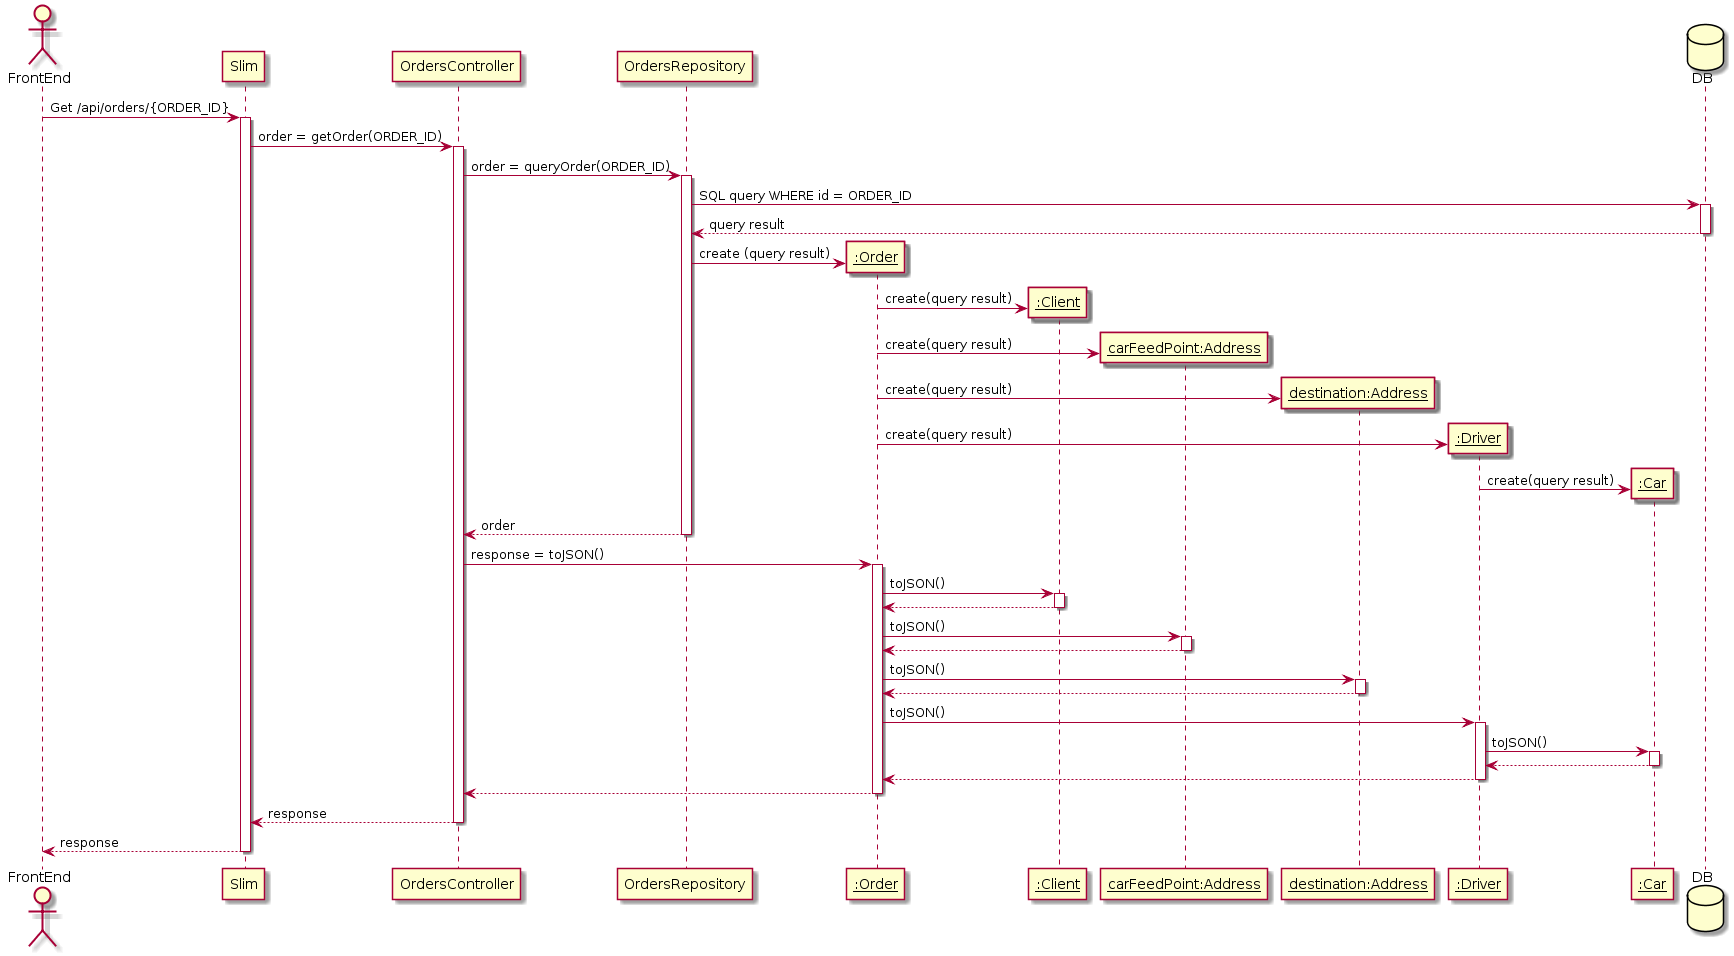 FrontEnd
Slim
OrdersController
OrdersRepository
DB
Get /api/orders/{ORDER_ID}
order = getOrder(ORDER_ID)
order = queryOrder(ORDER_ID)
SQL query WHERE id = ORDER_ID
query result
create (query result)
:Order
create(query result)
:Client
create(query result)
carFeedPoint:Address
create(query result)
destination:Address
create(query result)
:Driver
create(query result)
:Car
order
response = toJSON()
toJSON()
toJSON()
toJSON()
toJSON()
toJSON()
response
response
FrontEnd
Slim
OrdersController
OrdersRepository
:Order
:Client
carFeedPoint:Address
destination:Address
:Driver
:Car
DB